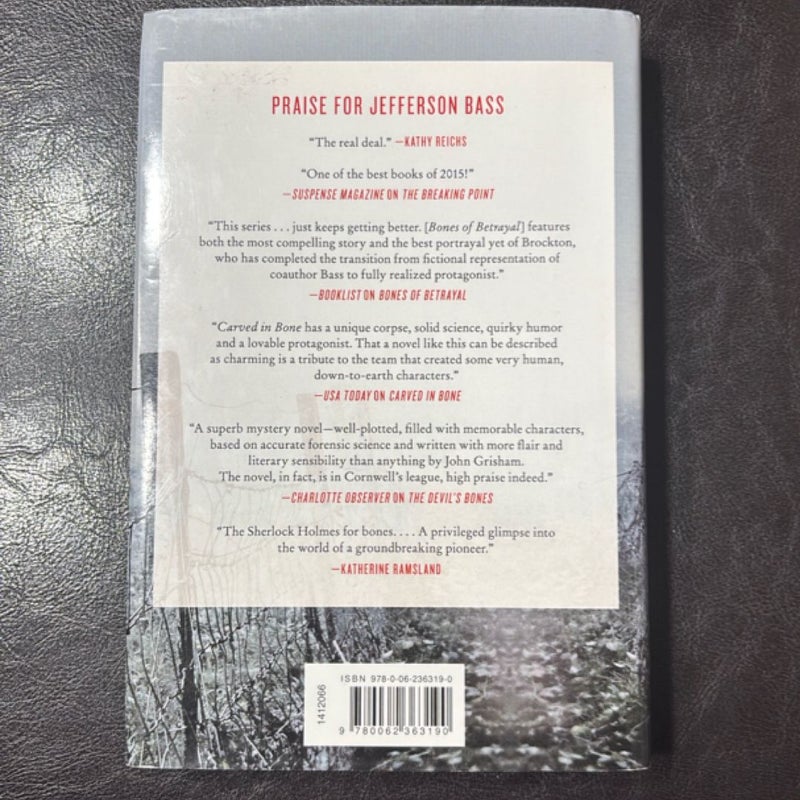 PRAISE FOR JEFFERSON BASS
“The real deal.” —KATHY REICHS
“One of the best books of 2015!”
—SUSPENSE MAGAZINE ON THE BREAKING POINT
“This series . . . just keeps getting better. [Bones of Betrayal] features
both the most compelling story and the best portrayal yet of Brockton,
who has completed the transition from fictional representation of
coauthor Bass to fully realized protagonist.”
—BOOKLIST ON BONES OF BETRAYAL
“Carved in Bone has a unique corpse, solid science, quirky humor
and a lovable protagonist. That a novel like this can be described
as charming is a tribute to the team that created some very human,
down-to-earth characters.”
—USA TODAY ON CARVED IN BONE
“A superb mystery novel—well-plotted, filled with memorable characters,
based on accurate forensic science and written with more flair and
literary sensibility than anything by John Grisham.
The novel, in fact, is in Cornwell’s league, high praise indeed.”
—CHARLOTTE OBSERVER ON THE DEVIL’S BONES
“The Sherlock Holmes for bones. . . . A privileged glimpse into
the world of a groundbreaking pioneer.”
—KATHERINE RAMSLAND
ISBN 978-0-06-236319-0
1412066
9 780062 363190